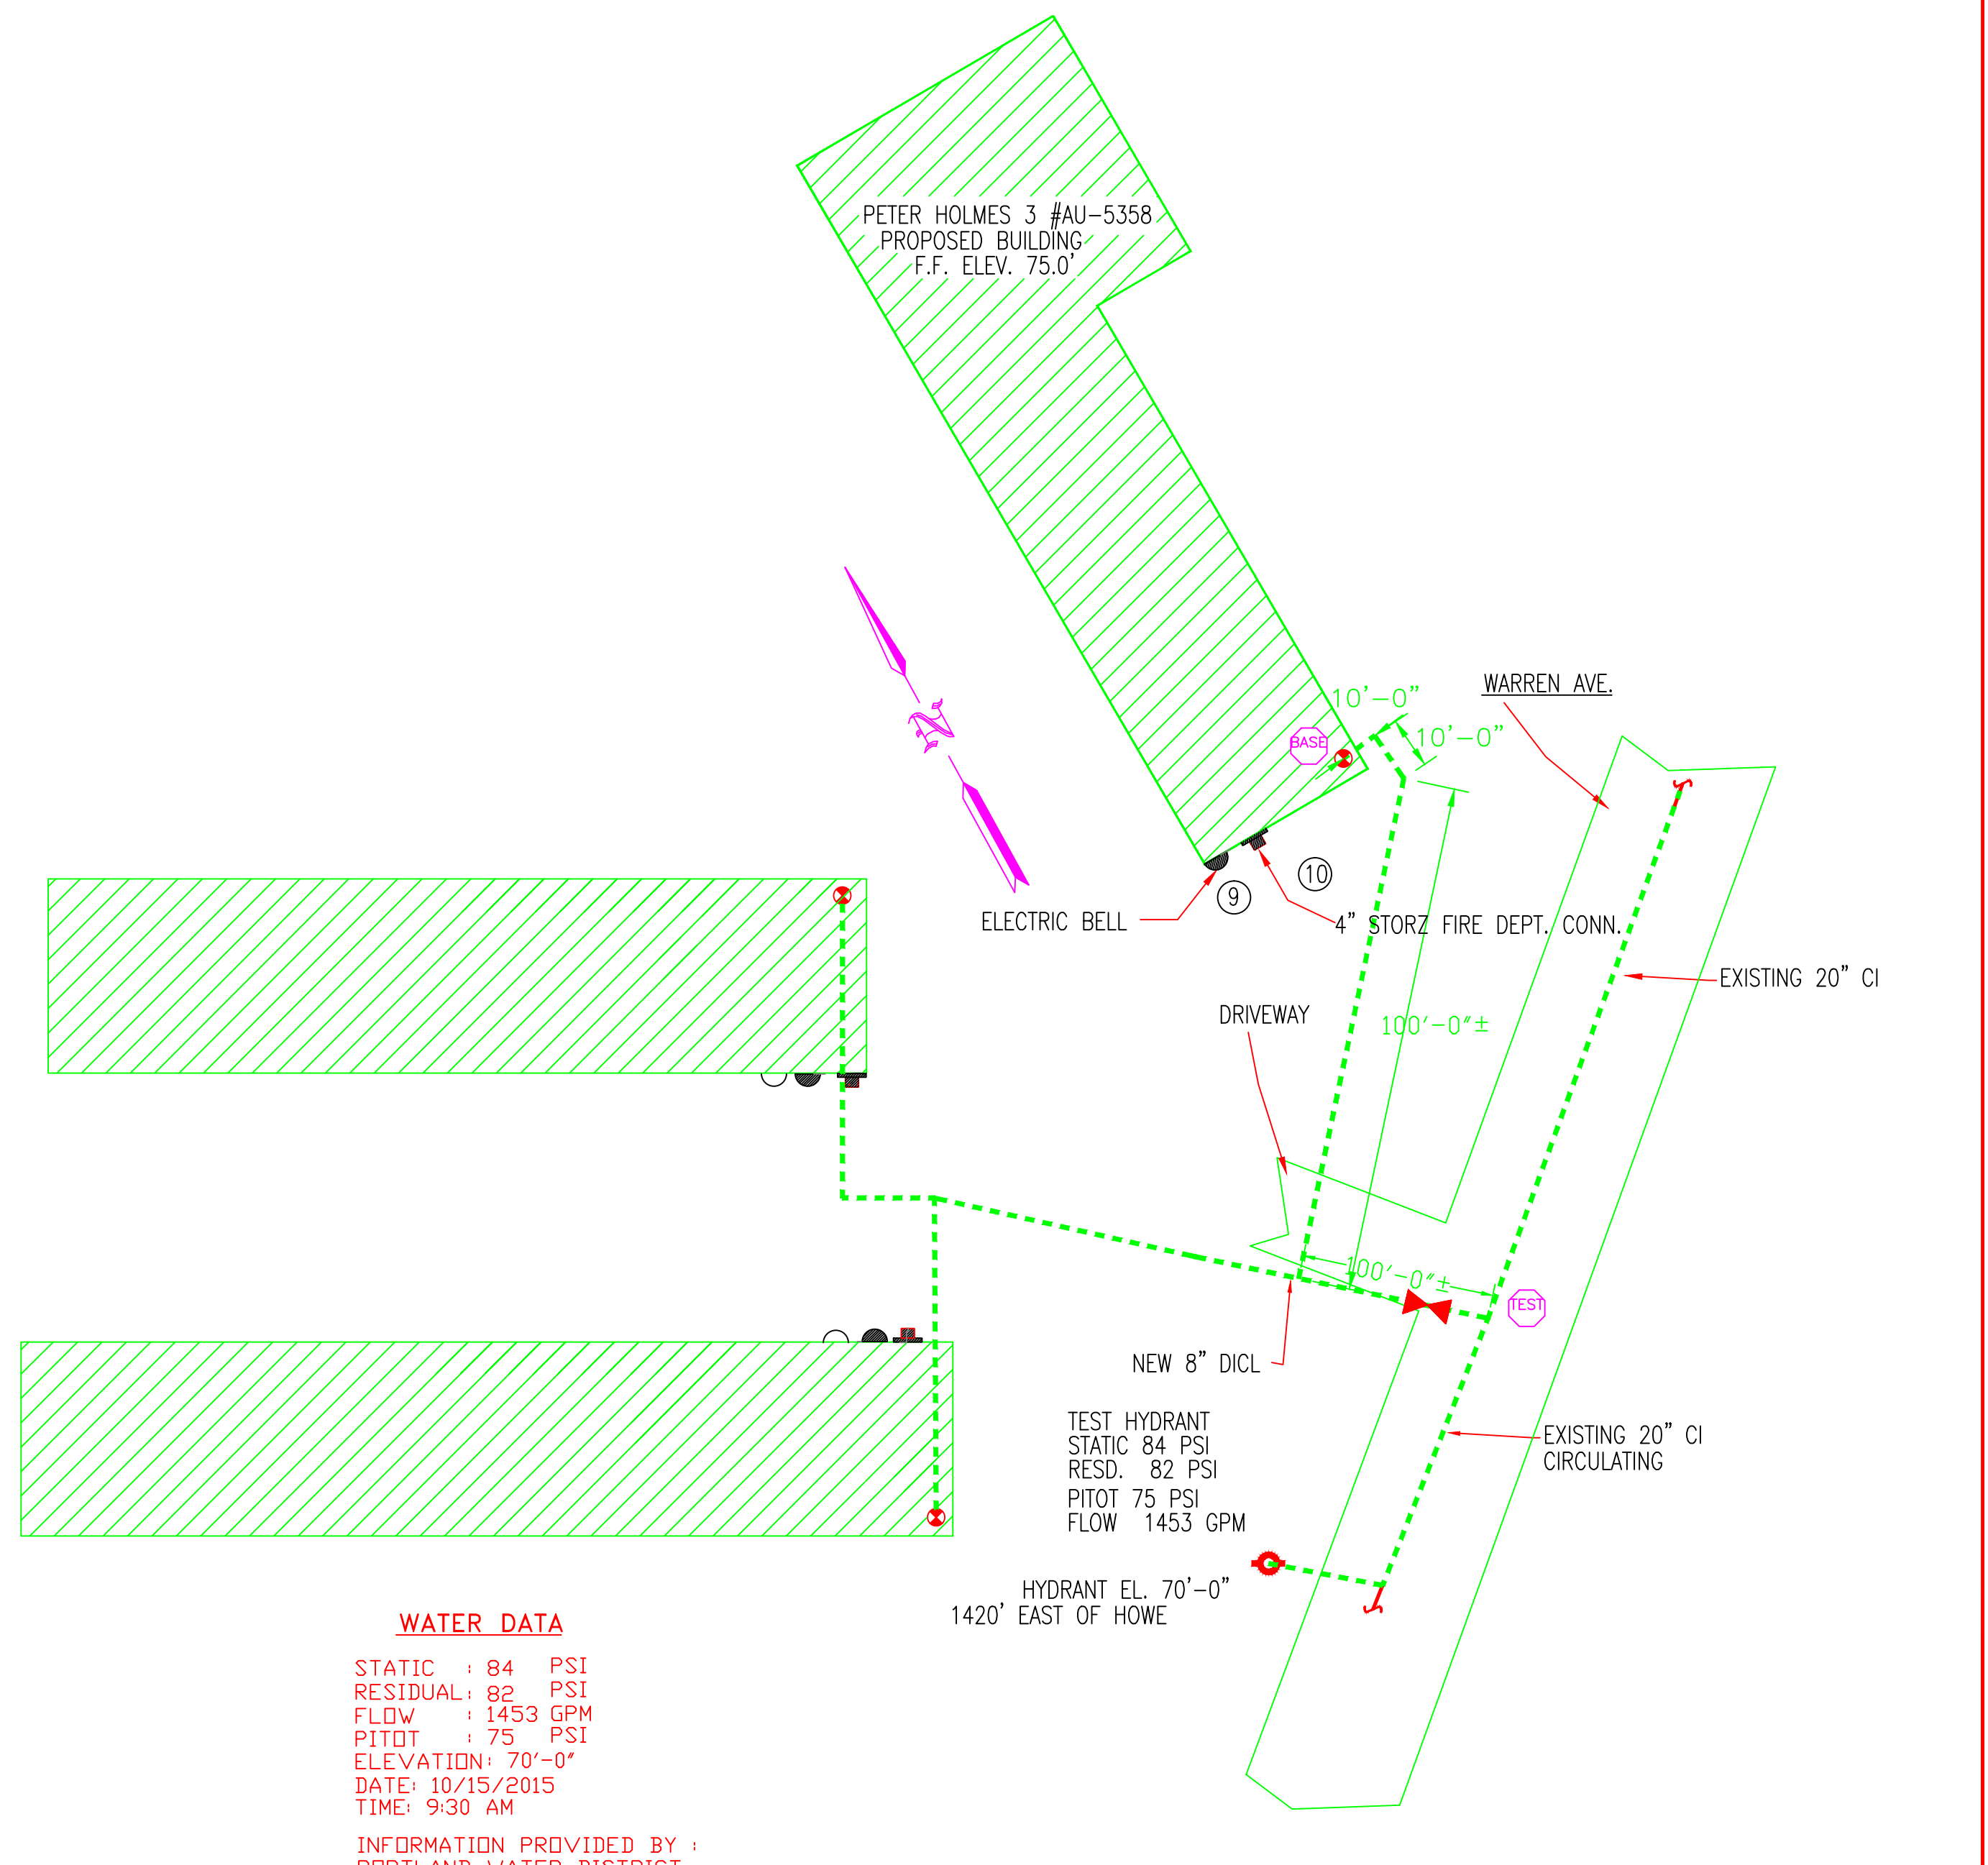 PETER HOLMES 3 #AU-5358
PROPOSED BUILDING
F.F. ELEV. 75.0'
N
WARREN AVE.
10'-0"
10'-0"
BASE
ELECTRIC BELL
9
10
4" STORZ FIRE DEPT. CONN.
EXISTING 20" CI
DRIVEWAY
100'-0"±
100'-0"±
TEST
NEW 8" DICL
TEST HYDRANT
STATIC 84 PSI
RESD. 82 PSI
PITOT 75 PSI
FLOW 1453 GPM
EXISTING 20" CI
CIRCULATING
HYDRANT EL. 70'-0"
1420' EAST OF HOWE
WATER DATA
STATIC : 84 PSI
RESIDUAL: 82 PSI
FLOW : 1453 GPM
PITOT : 75 PSI
ELEVATION: 70'-0"
DATE: 10/15/2015
TIME: 9:30 AM
INFORMATION PROVIDED BY :
PORTLAND WATER DISTRICT